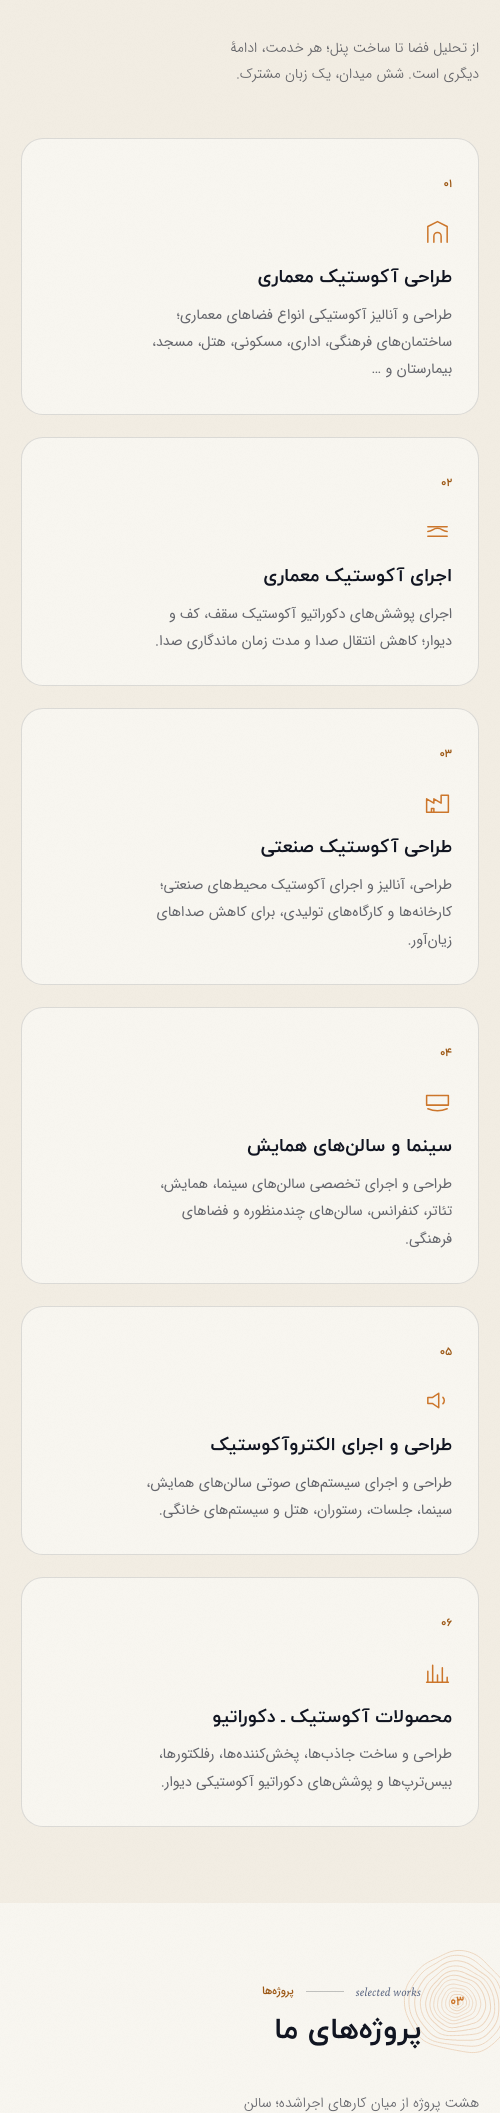 از تحلیل فضا تا ساخت پنل؛ هر خدمت، ادامهٔ
دیگری است. شش میدان، یک زبان مشترک.
۰۱
طراحی آکوستیک معماری
طراحی و آنالیز آکوستیکی انواع فضاهای معماری؛
ساختمان‌های فرهنگی، اداری، مسکونی، هتل، مسجد،
بیمارستان و ...
۰۲
اجرای آکوستیک معماری
اجرای پوشش‌های دکوراتیو آکوستیک سقف، کف و
دیوار؛ کاهش انتقال صدا و مدت زمان ماندگاری صدا.
۰۳
طراحی آکوستیک صنعتی
طراحی، آنالیز و اجرای آکوستیک محیط‌های صنعتی؛
کارخانه‌ها و کارگاه‌های تولیدی، برای کاهش صداهای
زیان‌آور.
۰۴
سینما و سالن‌های همایش
طراحی و اجرای تخصصی سالن‌های سینما، همایش،
تئاتر، کنفرانس، سالن‌های چندمنظوره و فضاهای
فرهنگی.
۰۵
طراحی و اجرای الکتروآکوستیک
طراحی و اجرای سیستم‌های صوتی سالن‌های همایش،
سینما، جلسات، رستوران، هتل و سیستم‌های خانگی.
۰۶
محصولات آکوستیک ـ دکوراتیو
طراحی و ساخت جاذب‌ها، پخش‌کننده‌ها، رفلکتورها،
بیس‌ترپ‌ها و پوشش‌های دکوراتیو آکوستیکی دیوار.
۰۳
selected works پروژه‌ها
پروژه‌های ما
هشت پروژه از میان کارهای اجراشده؛ سالن